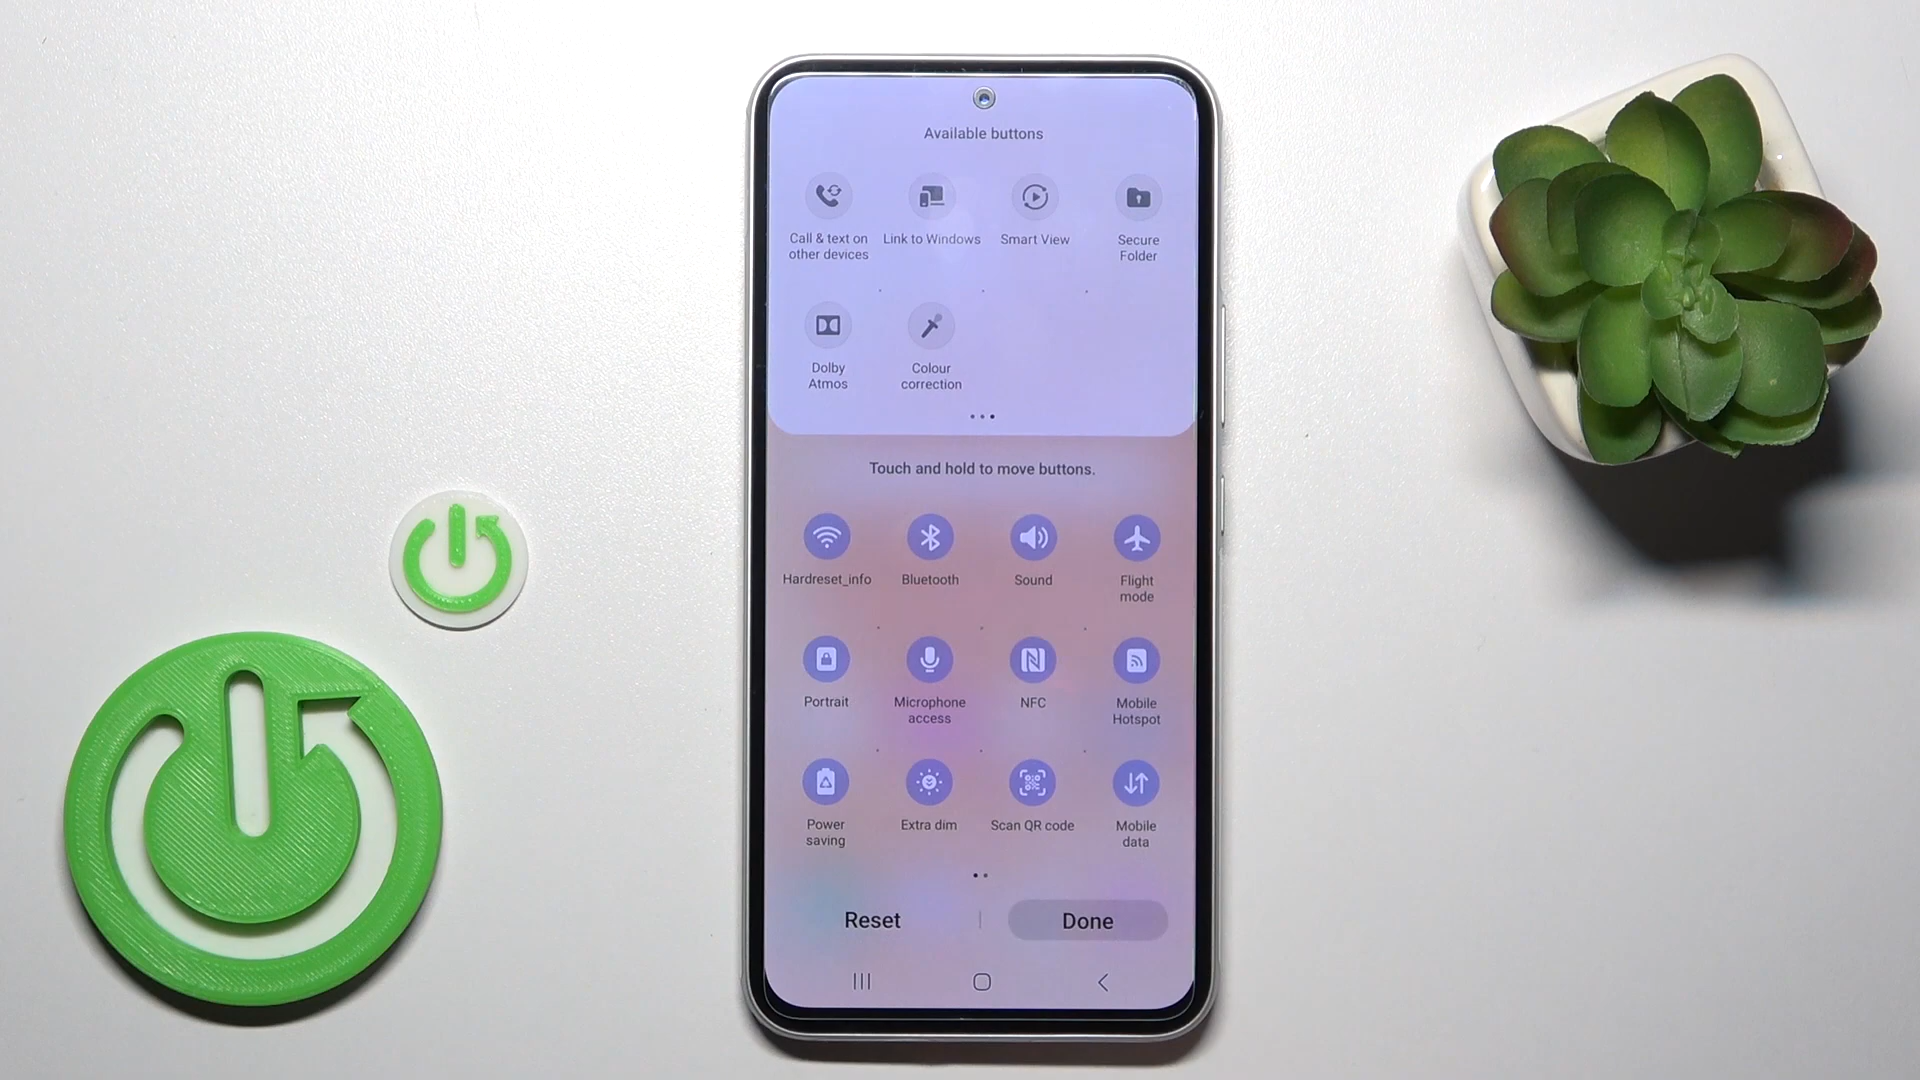 Available buttons
Call & text on
other devices
Link to Windows
Smart View
Secure
Folder
Dolby
Atmos
Colour
correction
Touch and hold to move buttons.
Hardreset_info
Bluetooth
Sound
Flight
mode
Portrait
Microphone
access
NFC
Mobile
Hotspot
Power
saving
Extra dim
Scan QR code
Mobile
data
Reset
Done